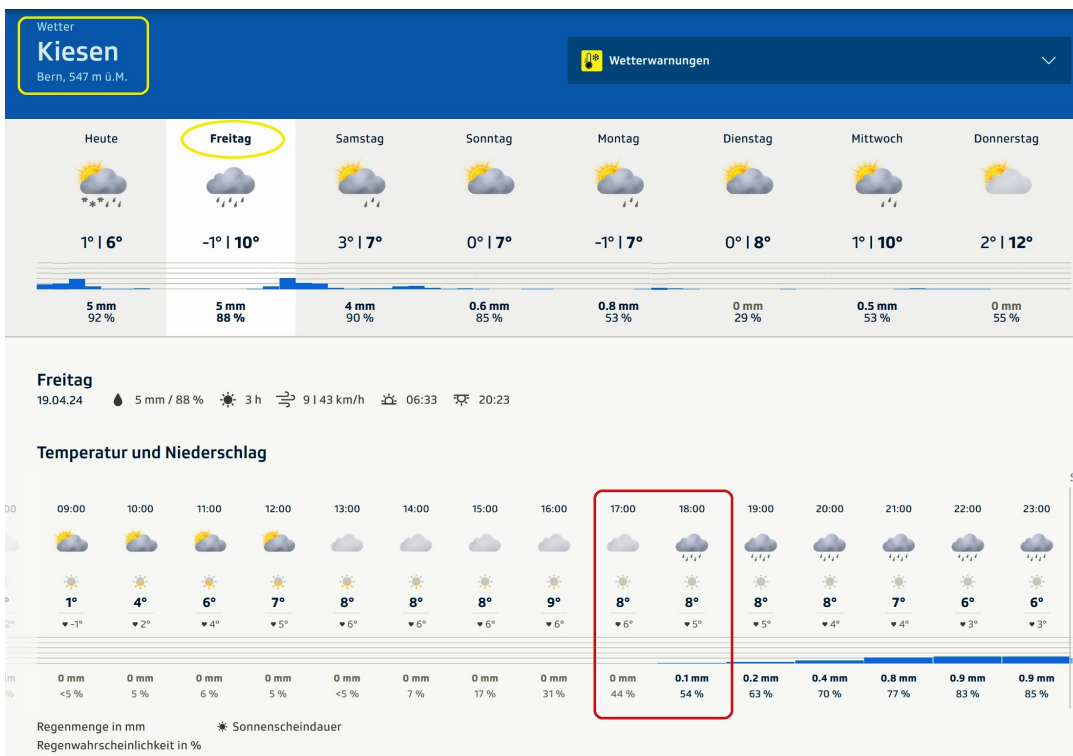 Wetter
Kiesen
Bern, 547 m ü.M.
Wetterwarnungen
Heute Freitag Samstag Sonntag Montag Dienstag Mittwoch Donnerstag
1° | 6° -1° | 10° 3° | 7° 0° | 7° -1° | 7° 0° | 8° 1° | 10° 2° | 12°
5 mm 5 mm 4 mm 0.6 mm 0.8 mm 0 mm 0.5 mm 0 mm
92 % 88 % 90 % 85 % 53 % 29 % 53 % 55 %
Freitag
19.04.24 5 mm / 88 % 3 h 9 | 43 km/h 06:33 20:23
Temperatur und Niederschlag
09:00 10:00 11:00 12:00 13:00 14:00 15:00 16:00 17:00 18:00 19:00 20:00 21:00 22:00 23:00
1° 4° 6° 7° 8° 8° 8° 9° 8° 8° 8° 8° 7° 6° 6°
♥ -1° ♥ 2° ♥ 4° ♥ 5° ♥ 6° ♥ 6° ♥ 6° ♥ 6° ♥ 6° ♥ 5° ♥ 5° ♥ 4° ♥ 4° ♥ 3° ♥ 3°
0 mm 0 mm 0 mm 0 mm 0 mm 0 mm 0 mm 0 mm 0 mm 0.1 mm 0.2 mm 0.4 mm 0.8 mm 0.9 mm 0.9 mm
<5 % 5 % 6 % 5 % <5 % 7 % 17 % 31 % 44 % 54 % 63 % 70 % 77 % 83 % 85 %
Regenmenge in mm Sonnenscheindauer
Regenwahrscheinlichkeit in %